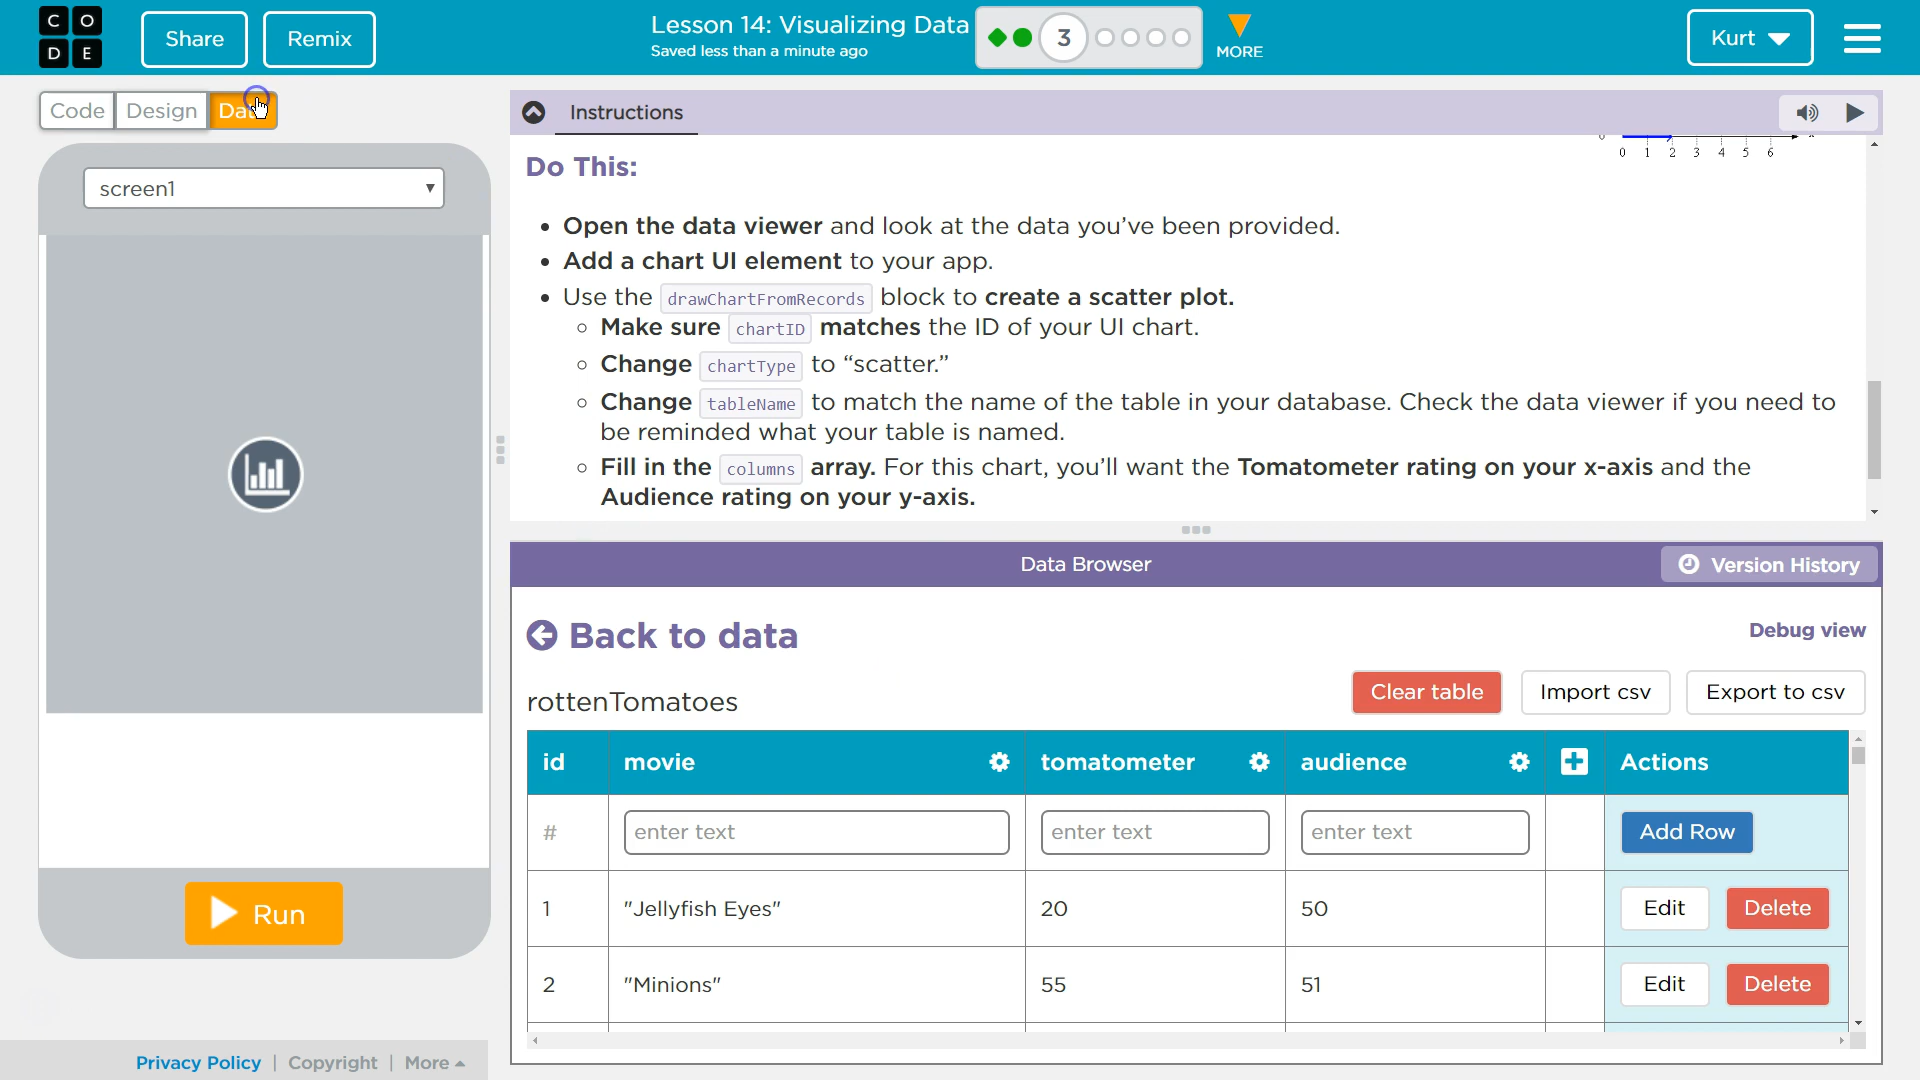 C O
D E
Share
Remix
Lesson 14: Visualizing Data
Saved less than a minute ago
3
MORE
Kurt
Code
Design
Instructions
screen1
0 1 2 3 4 5 6
Do This:
• Open the data viewer and look at the data you've been provided.
• Add a chart UI element to your app.
• Use the drawChartFromRecords block to create a scatter plot.
Make sure chartID matches the ID of your UI chart.
Change chartType to “scatter.”
Change tableName to match the name of the table in your database. Check the data viewer if you need to
be reminded what your table is named.
Fill in the columns array. For this chart, you'll want the Tomatometer rating on your x-axis and the
Audience rating on your y-axis.
Data Browser
Version History
Back to data
Debug view
rottenTomatoes
Clear table
Import csv
Export to csv
id movie tomatometer audience Actions
# enter text enter text enter text Add Row
1 "Jellyfish Eyes" 20 50 Edit Delete
2 "Minions" 55 51 Edit Delete
Run
Privacy Policy | Copyright | More